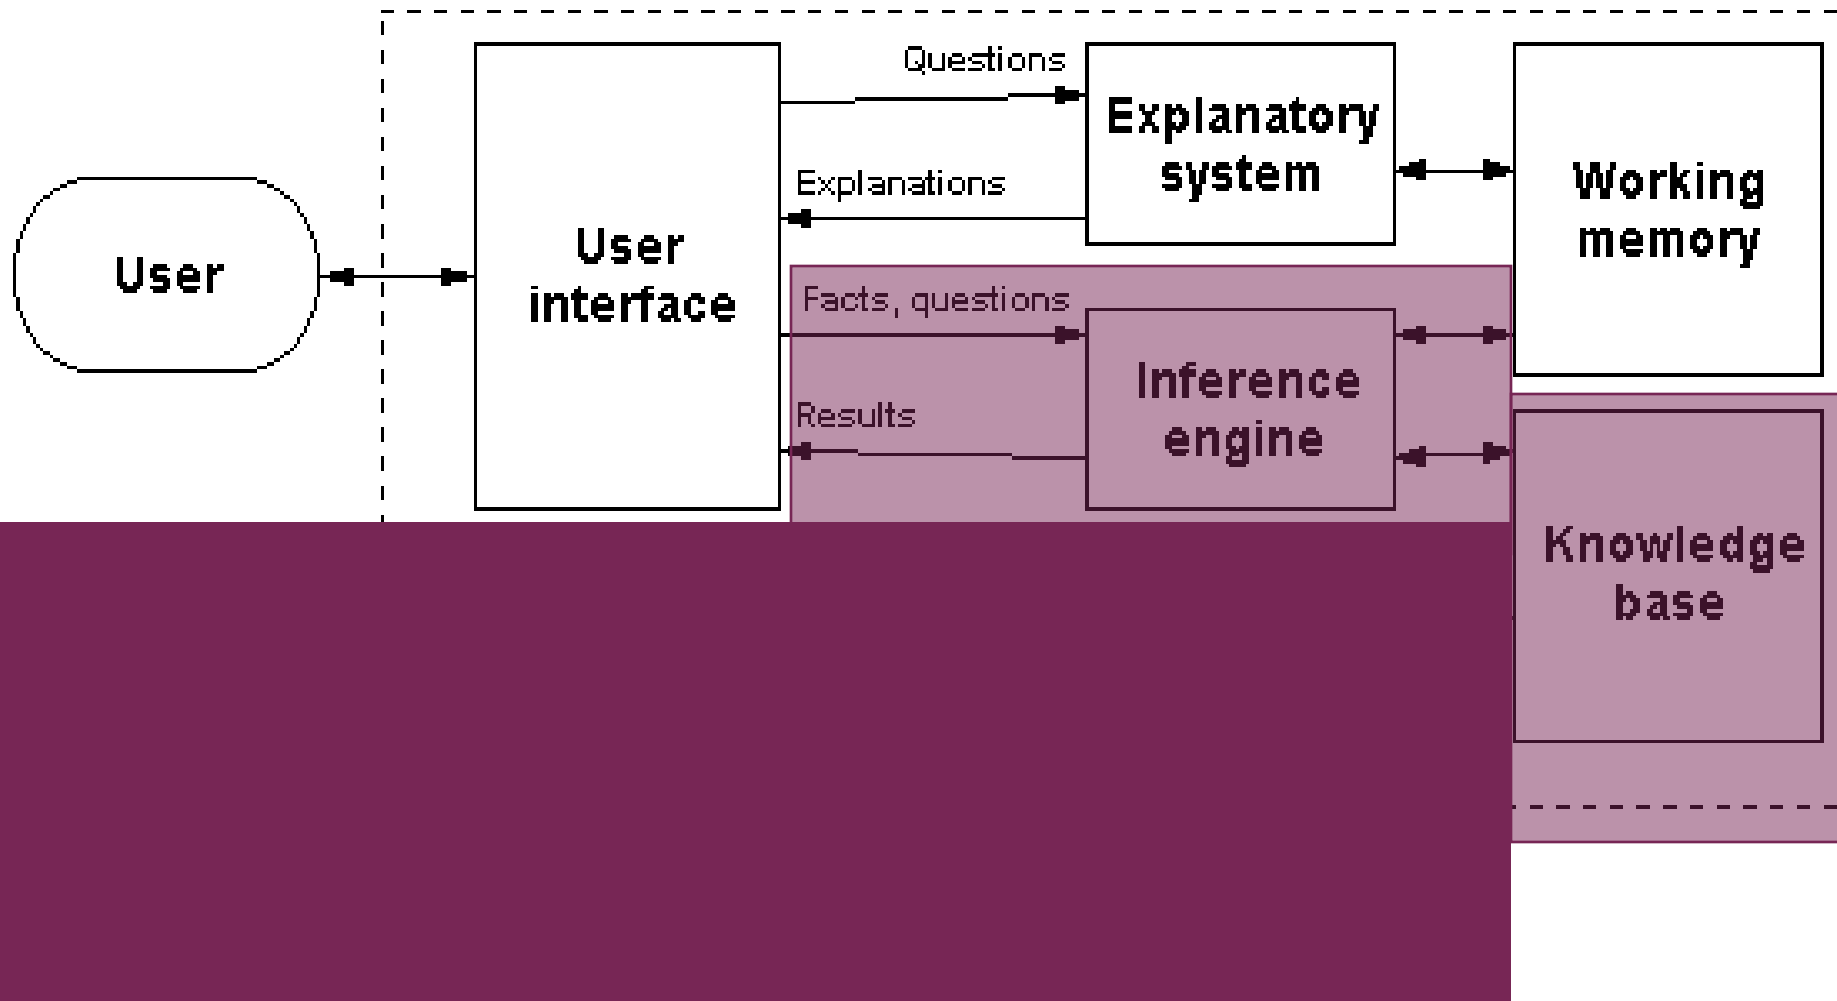 Questions
Explanatory
system
Explanations
Working
memory
User
User
interface
Facts, questions
Inference
engine
Results
Knowledge
base